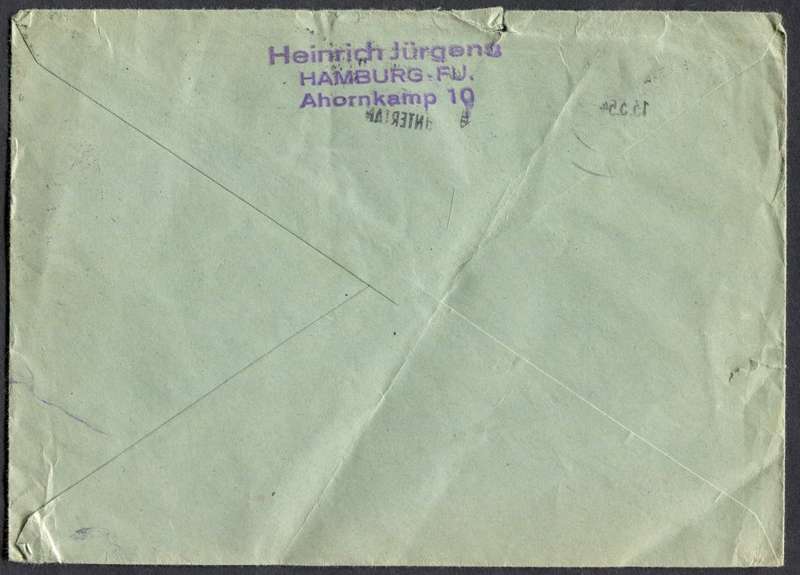 Heinrich Jürgens
HAMBURG-FU.
Ahornkamp 10